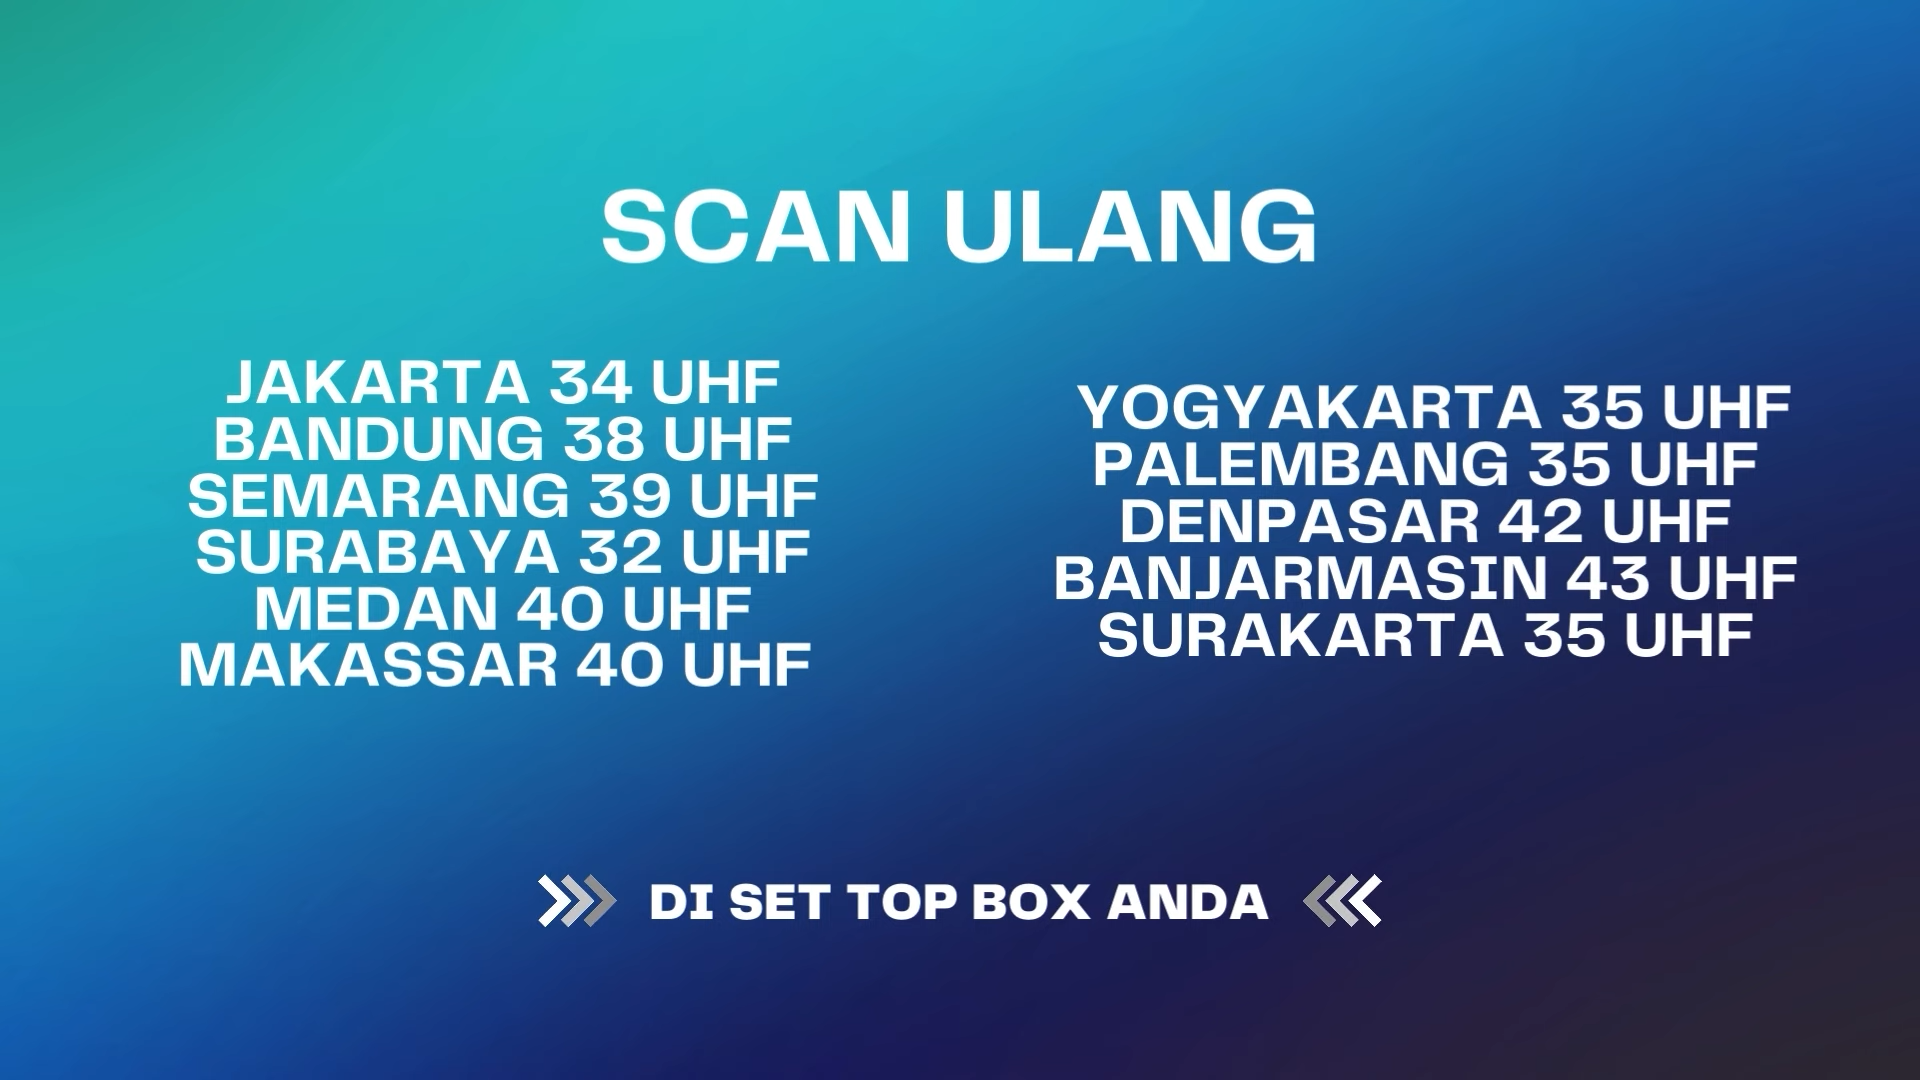 SCAN ULANG
JAKARTA 34 UHF
BANDUNG 38 UHF
SEMARANG 39 UHF
SURABAYA 32 UHF
MEDAN 40 UHF
MAKASSAR 40 UHF
YOGYAKARTA 35 UHF
PALEMBANG 35 UHF
DENPASAR 42 UHF
BANJARMASIN 43 UHF
SURAKARTA 35 UHF
DI SET TOP BOX ANDA